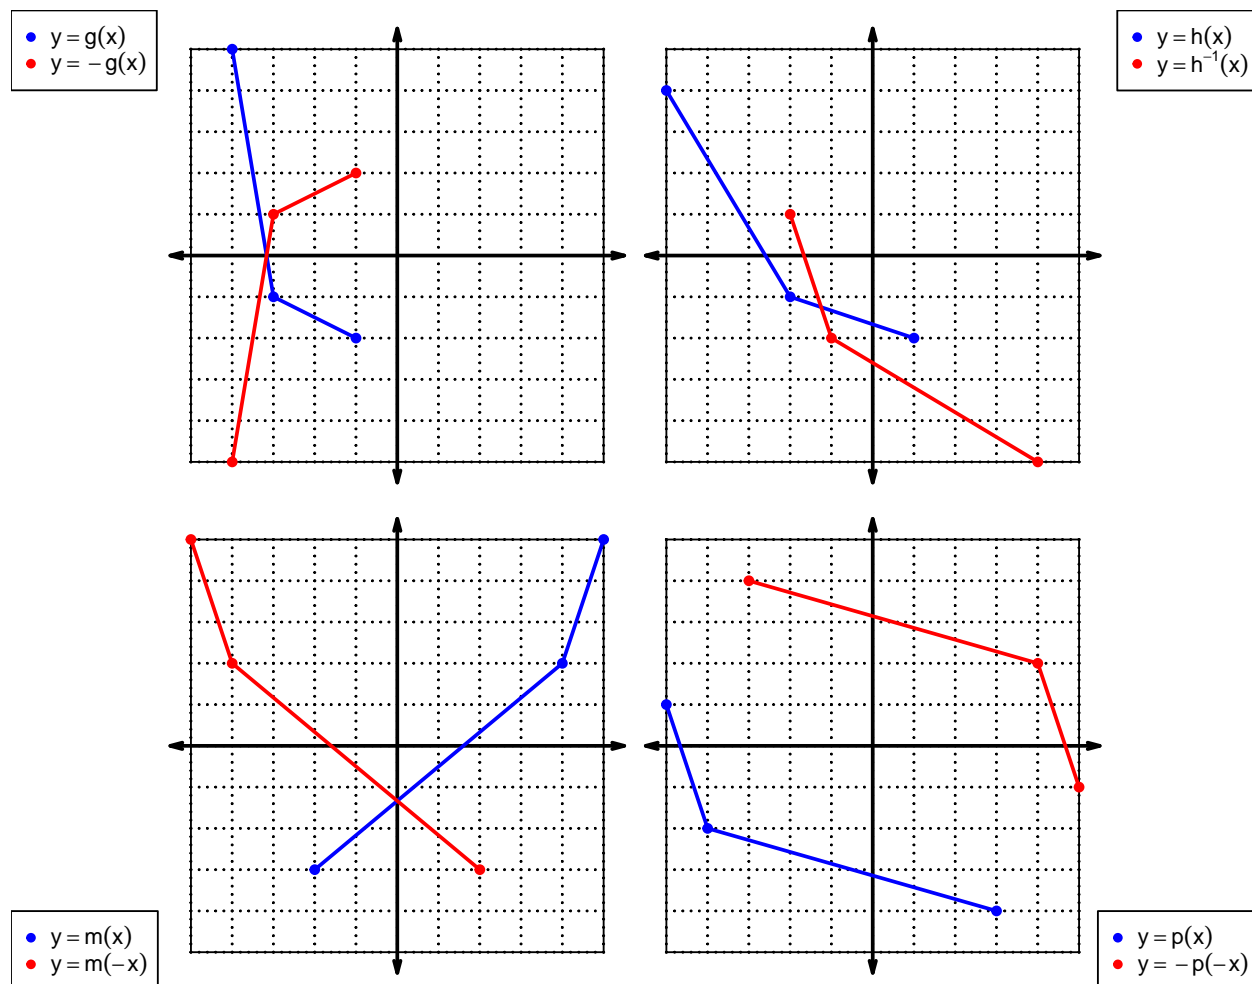 y = g(x)
y = −g(x)
y = h(x)
y = h⁻¹(x)
y = m(x)
y = m(−x)
y = p(x)
y = −p(−x)